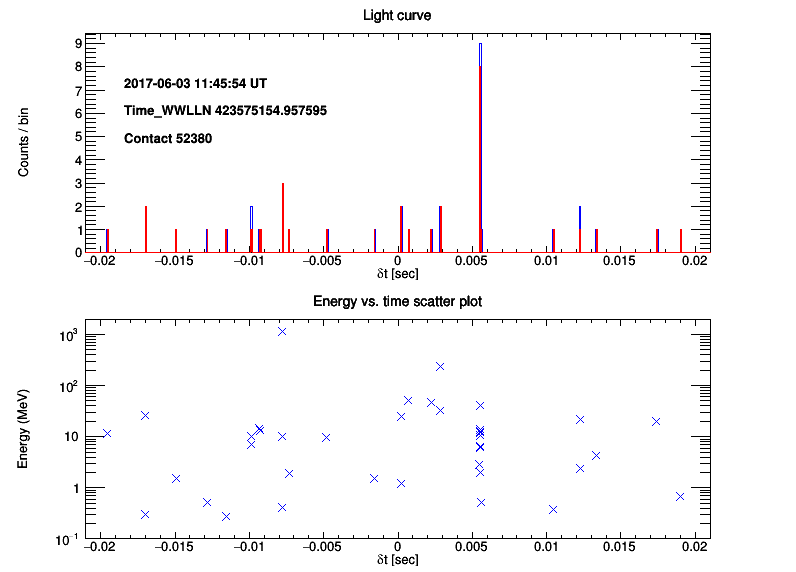 Light curve
Counts / bin
9
8
7
6
5
4
3
2
1
0
2017-06-03 11:45:54 UT
Time_WWLLN 423575154.957595
Contact 52380
−0.02 −0.015 −0.01 −0.005 0 0.005 0.01 0.015 0.02
δt [sec]
Energy vs. time scatter plot
Energy (MeV)
10³
10²
10
1
10⁻¹
−0.02 −0.015 −0.01 −0.005 0 0.005 0.01 0.015 0.02
δt [sec]